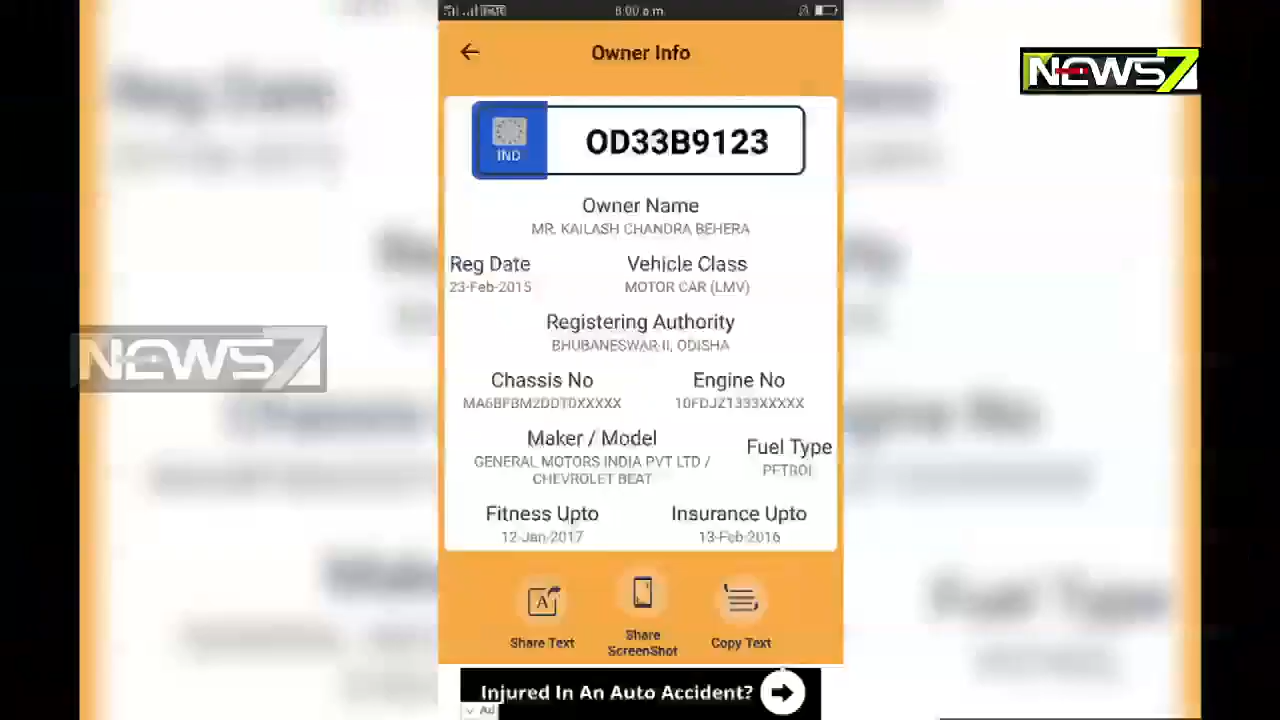 8:00 a.m.
Owner Info
NEWS7
IND
OD33B9123
Owner Name
MR. KAILASH CHANDRA BEHERA
Reg Date
Vehicle Class
23-Feb-2015
MOTOR CAR (LMV)
Registering Authority
BHUBANESWAR-II, ODISHA
NEWS7
Chassis No
Engine No
MA6BFBM2DDT0XXXXX
10FDJZ1333XXXXX
Maker / Model
Fuel Type
GENERAL MOTORS INDIA PVT LTD /
CHEVROLET BEAT
PETROL
Fitness Upto
Insurance Upto
12-Jan-2017
13-Feb-2016
Share Text
Share
ScreenShot
Copy Text
Injured In An Auto Accident?
Ad